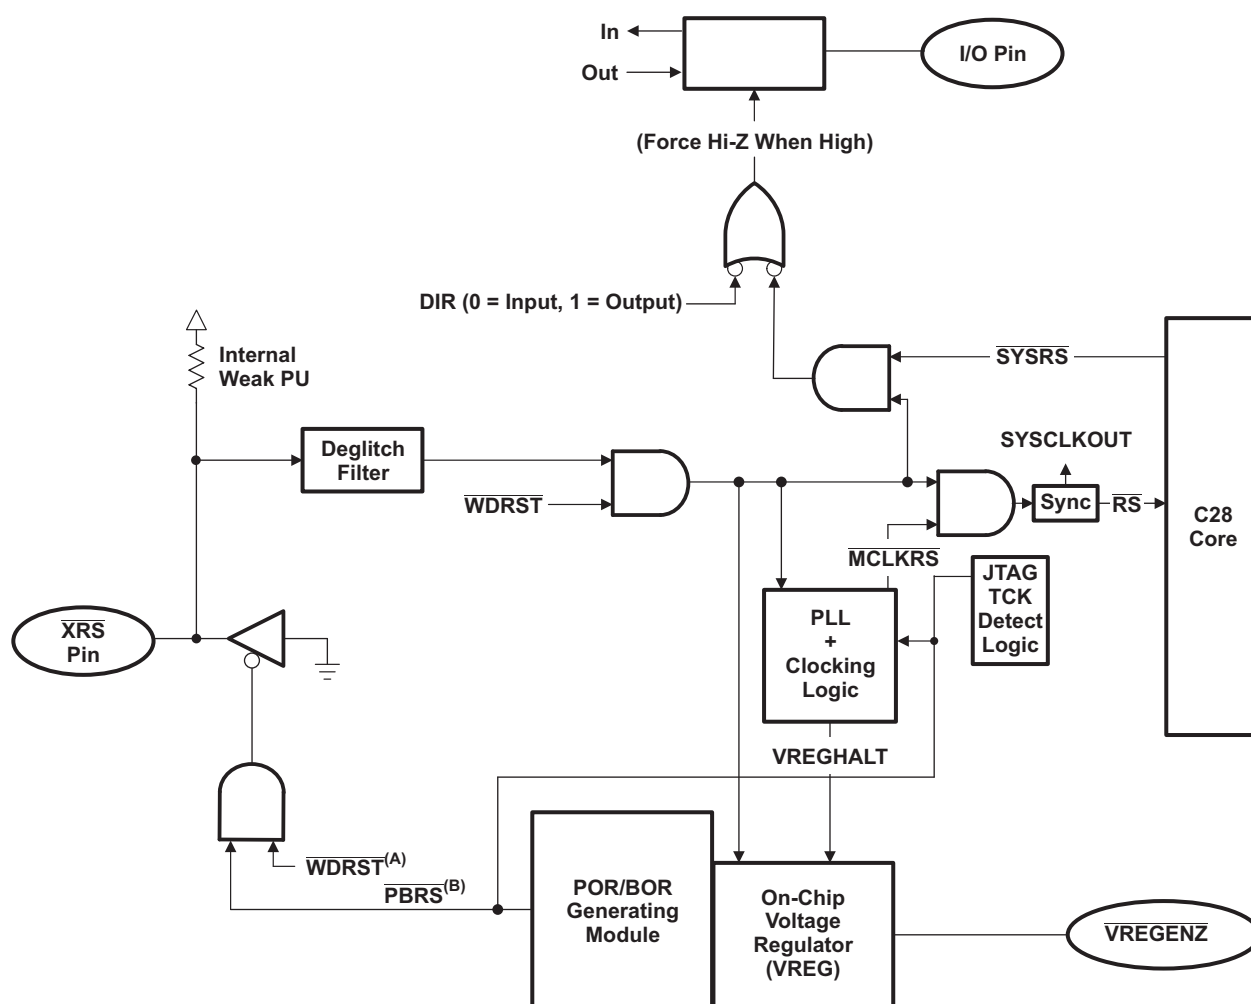 In
Out
I/O Pin
(Force Hi-Z When High)
DIR (0 = Input, 1 = Output)
Internal
Weak PU
SYSRS
SYSCLKOUT
Deglitch
Filter
WDRST
Sync
RS
C28
Core
MCLKRS
JTAG
TCK
Detect
Logic
XRS
Pin
PLL
+
Clocking
Logic
VREGHALT
WDRST(A)
PBRS(B)
POR/BOR
Generating
Module
On-Chip
Voltage
Regulator
(VREG)
VREGENZ